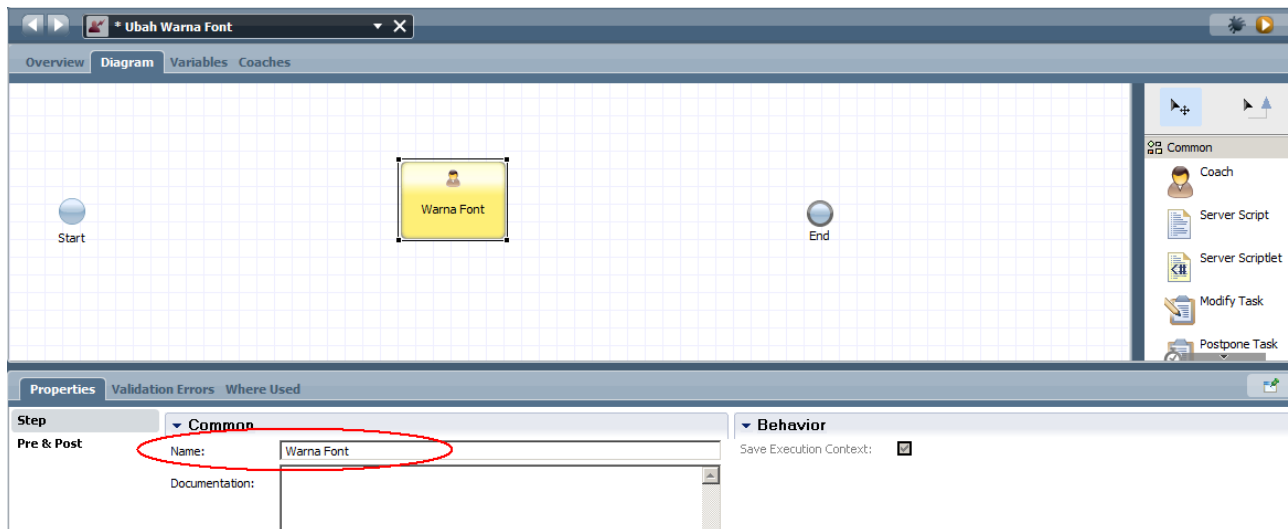 * Ubah Warna Font
Overview Diagram Variables Coaches
Warna Font
Start
End
Common
Coach
Server Script
Server Scriptlet
Modify Task
Postpone Task
Properties Validation Errors Where Used
Step
Pre & Post
Common
Name: Warna Font
Documentation:
Behavior
Save Execution Context: